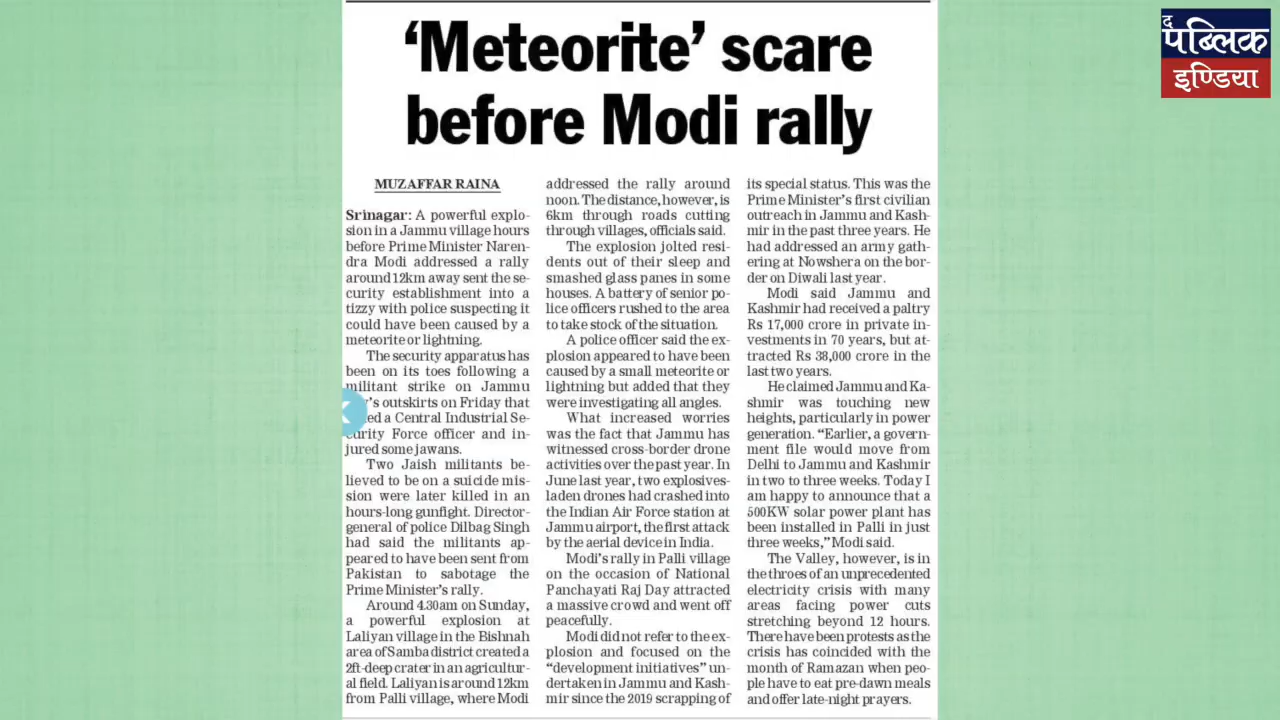 ‘Meteorite’ scare
before Modi rally
MUZAFFAR RAINA
Srinagar: A powerful explo-
sion in a Jammu village hours
before Prime Minister Naren-
dra Modi addressed a rally
around 12km away sent the se-
curity establishment into a
tizzy with police suspecting it
could have been caused by a
meteorite or lightning.
The security apparatus has
been on its toes following a
militant strike on Jammu
’s outskirts on Friday that
ed a Central Industrial Se-
curity Force officer and in-
jured some jawans.
Two Jaish militants be-
lieved to be on a suicide mis-
sion were later killed in an
hours-long gunfight. Director-
general of police Dilbag Singh
had said the militants ap-
peared to have been sent from
Pakistan to sabotage the
Prime Minister’s rally.
Around 4.30am on Sunday,
a powerful explosion at
Laliyan village in the Bishnah
area of Samba district created a
2ft-deep crater in an agricultur-
al field. Laliyan is around 12km
from Palli village, where Modi
addressed the rally around
noon. The distance, however, is
6km through roads cutting
through villages, officials said.
The explosion jolted resi-
dents out of their sleep and
smashed glass panes in some
houses. A battery of senior po-
lice officers rushed to the area
to take stock of the situation.
A police officer said the ex-
plosion appeared to have been
caused by a small meteorite or
lightning but added that they
were investigating all angles.
What increased worries
was the fact that Jammu has
witnessed cross-border drone
activities over the past year. In
June last year, two explosives-
laden drones had crashed into
the Indian Air Force station at
Jammu airport, the first attack
by the aerial device in India.
Modi’s rally in Palli village
on the occasion of National
Panchayati Raj Day attracted
a massive crowd and went off
peacefully.
Modi did not refer to the ex-
plosion and focused on the
“development initiatives” un-
dertaken in Jammu and Kash-
mir since the 2019 scrapping of
its special status. This was the
Prime Minister’s first civilian
outreach in Jammu and Kash-
mir in the past three years. He
had addressed an army gath-
ering at Nowshera on the bor-
der on Diwali last year.
Modi said Jammu and
Kashmir had received a paltry
Rs 17,000 crore in private in-
vestments in 70 years, but at-
tracted Rs 38,000 crore in the
last two years.
He claimed Jammu and Ka-
shmir was touching new
heights, particularly in power
generation. “Earlier, a govern-
ment file would move from
Delhi to Jammu and Kashmir
in two to three weeks. Today I
am happy to announce that a
500KW solar power plant has
been installed in Palli in just
three weeks,” Modi said.
The Valley, however, is in
the throes of an unprecedented
electricity crisis with many
areas facing power cuts
stretching beyond 12 hours.
There have been protests as the
crisis has coincided with the
month of Ramazan when peo-
ple have to eat pre-dawn meals
and offer late-night prayers.
द
पब्लिक
इण्डिया